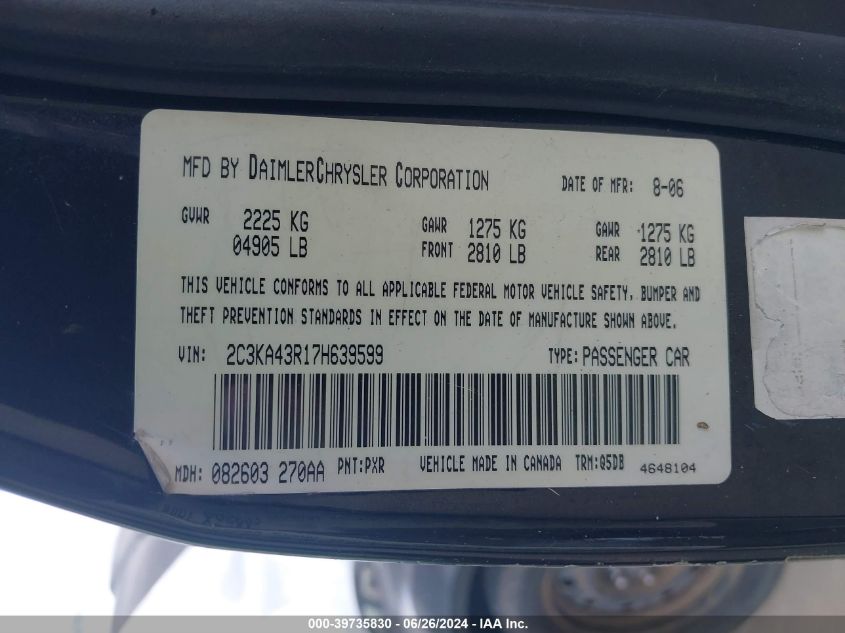 MFD BY DAIMLERCHRYSLER CORPORATION DATE OF MFR: 8-06
GVWR 2225 KG GAWR 1275 KG GAWR 1275 KG
04905 LB FRONT 2810 LB REAR 2810 LB
THIS VEHICLE CONFORMS TO ALL APPLICABLE FEDERAL MOTOR VEHICLE SAFETY, BUMPER AND
THEFT PREVENTION STANDARDS IN EFFECT ON THE DATE OF MANUFACTURE SHOWN ABOVE.
VIN: 2C3KA43R17H639599 TYPE: PASSENGER CAR
MDH: 082603 270AA PNT:PXR VEHICLE MADE IN CANADA TRM:Q5DB 4648104
000-39735830 - 06/26/2024 - IAA Inc.